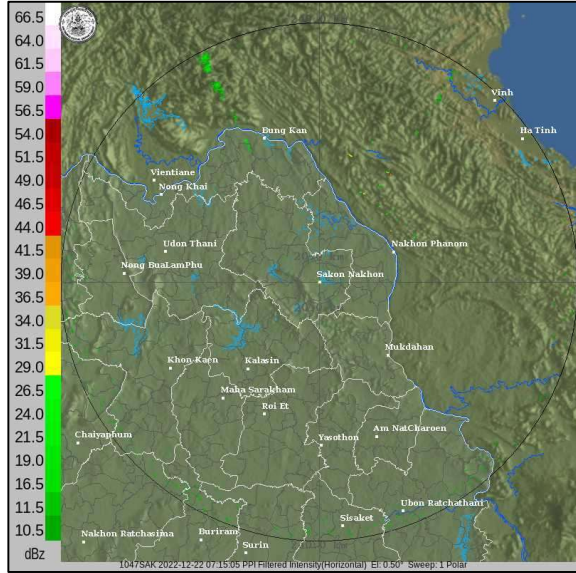 66.5
64.0
61.5
59.0
56.5
54.0
51.5
49.0
46.5
44.0
41.5
39.0
36.5
34.0
31.5
29.0
26.5
24.0
21.5
19.0
16.5
14.0
11.5
10.5
dBz
Vinh
Ha Tinh
Bung Kan
Vientiane
Nong Khai
Udon Thani
Nakhon Phanom
Nong BuaLamPhu
Sakon Nakhon
Mukdahan
Khon Kaen
Kalasin
Maha Sarakham
Roi Et
Am NatCharoen
Chaiyaphum
Yasothon
Ubon Ratchathani
Sisaket
Nakhon Ratchasima
Buriram
Surin
1047SAK 2022-12-22 07:15:05 PPI Filtered Intensity(Horizontal) El: 0.50° Sweep: 1 Polar